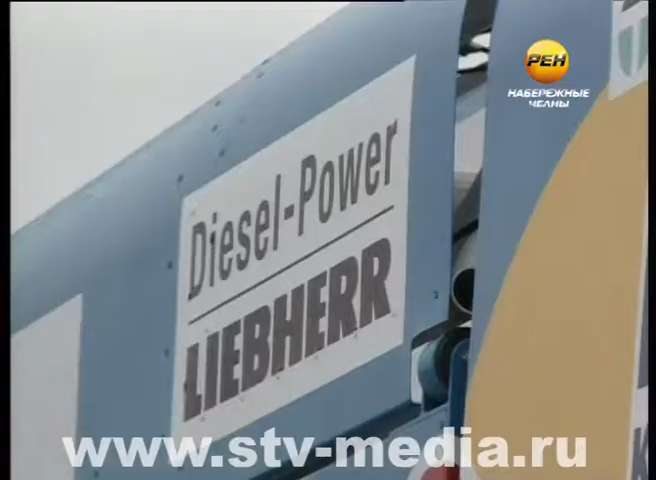 РЕН
НАБЕРЕЖНЫЕ
ЧЕЛНЫ
Diesel-Power
LIEBHERR
www.stv-media.ru